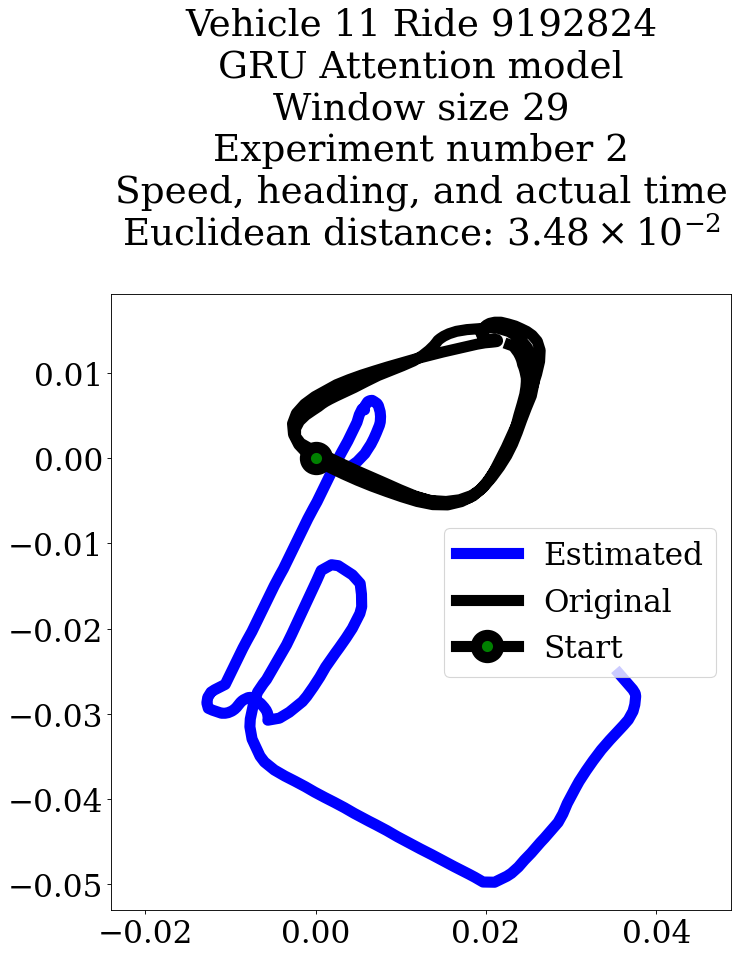 Vehicle 11 Ride 9192824
GRU Attention model
Window size 29
Experiment number 2
Speed, heading, and actual time
Euclidean distance: 3.48 × 10⁻²
0.01
0.00
−0.01
−0.02
−0.03
−0.04
−0.05
Estimated
Original
Start
−0.02 0.00 0.02 0.04